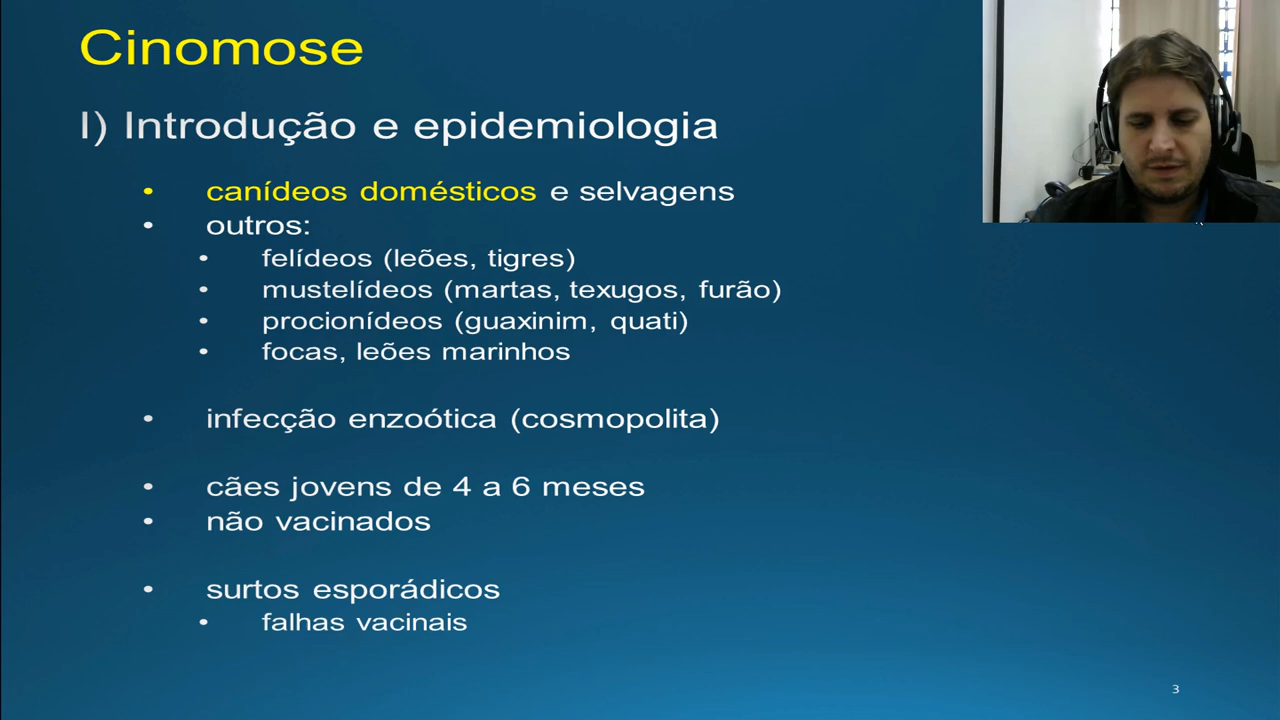 Cinomose
I) Introdução e epidemiologia
• canídeos domésticos e selvagens
• outros:
• felídeos (leões, tigres)
• mustelídeos (martas, texugos, furão)
• procionídeos (guaxinim, quati)
• focas, leões marinhos
• infecção enzoótica (cosmopolita)
• cães jovens de 4 a 6 meses
• não vacinados
• surtos esporádicos
• falhas vacinais
3